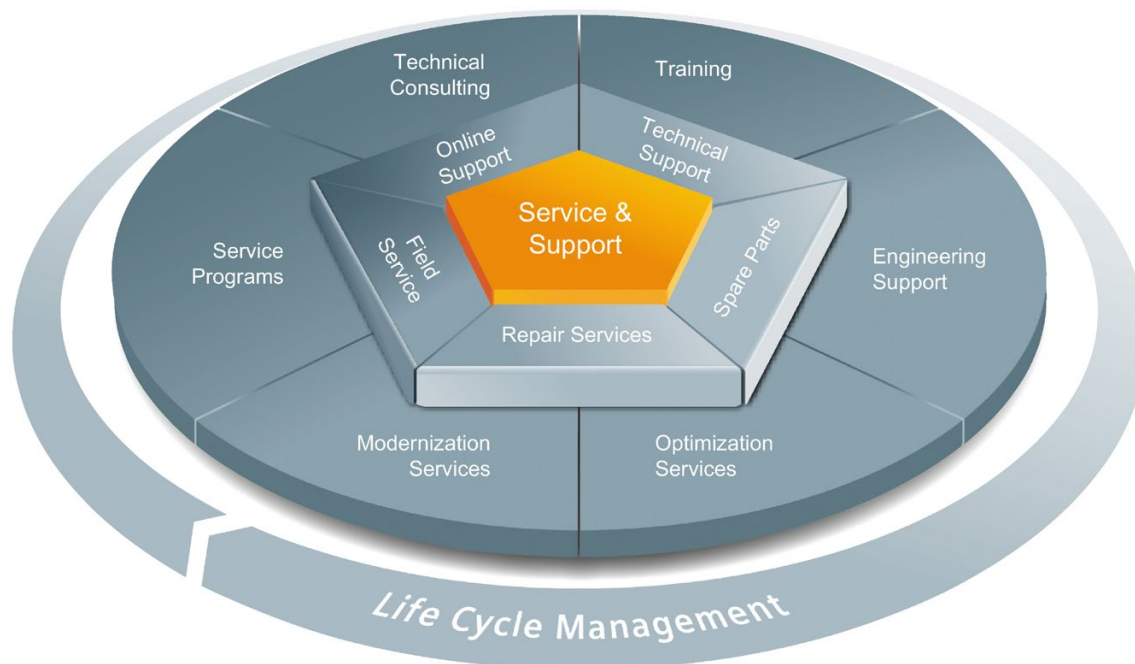 Technical
Consulting
Training
Online
Support
Technical
Support
Service &
Support
Service
Programs
Field
Service
Spare Parts
Engineering
Support
Repair Services
Modernization
Services
Optimization
Services
Life Cycle Management